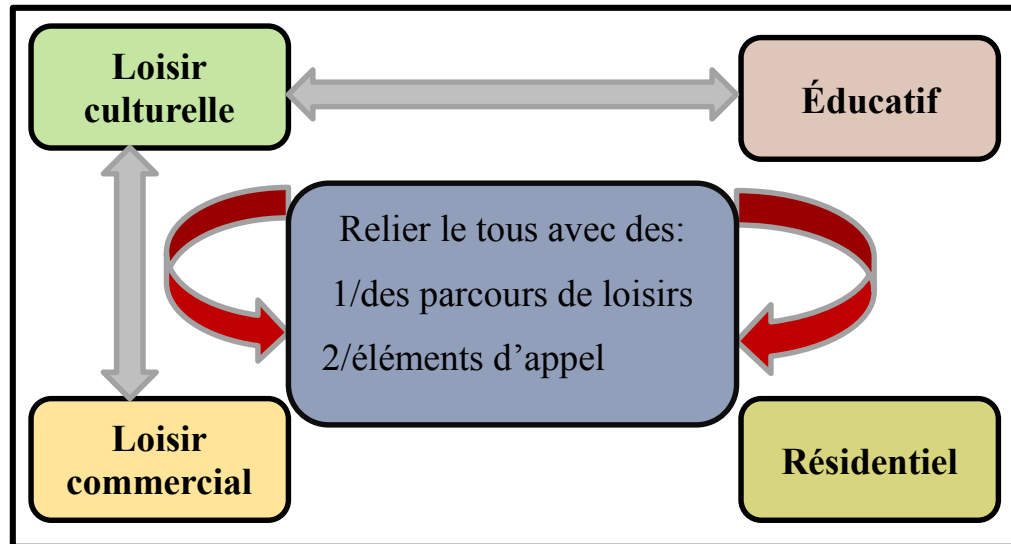 Loisir
culturelle
Éducatif
Relier le tous avec des:
1/des parcours de loisirs
2/éléments d’appel
Loisir
commercial
Résidentiel